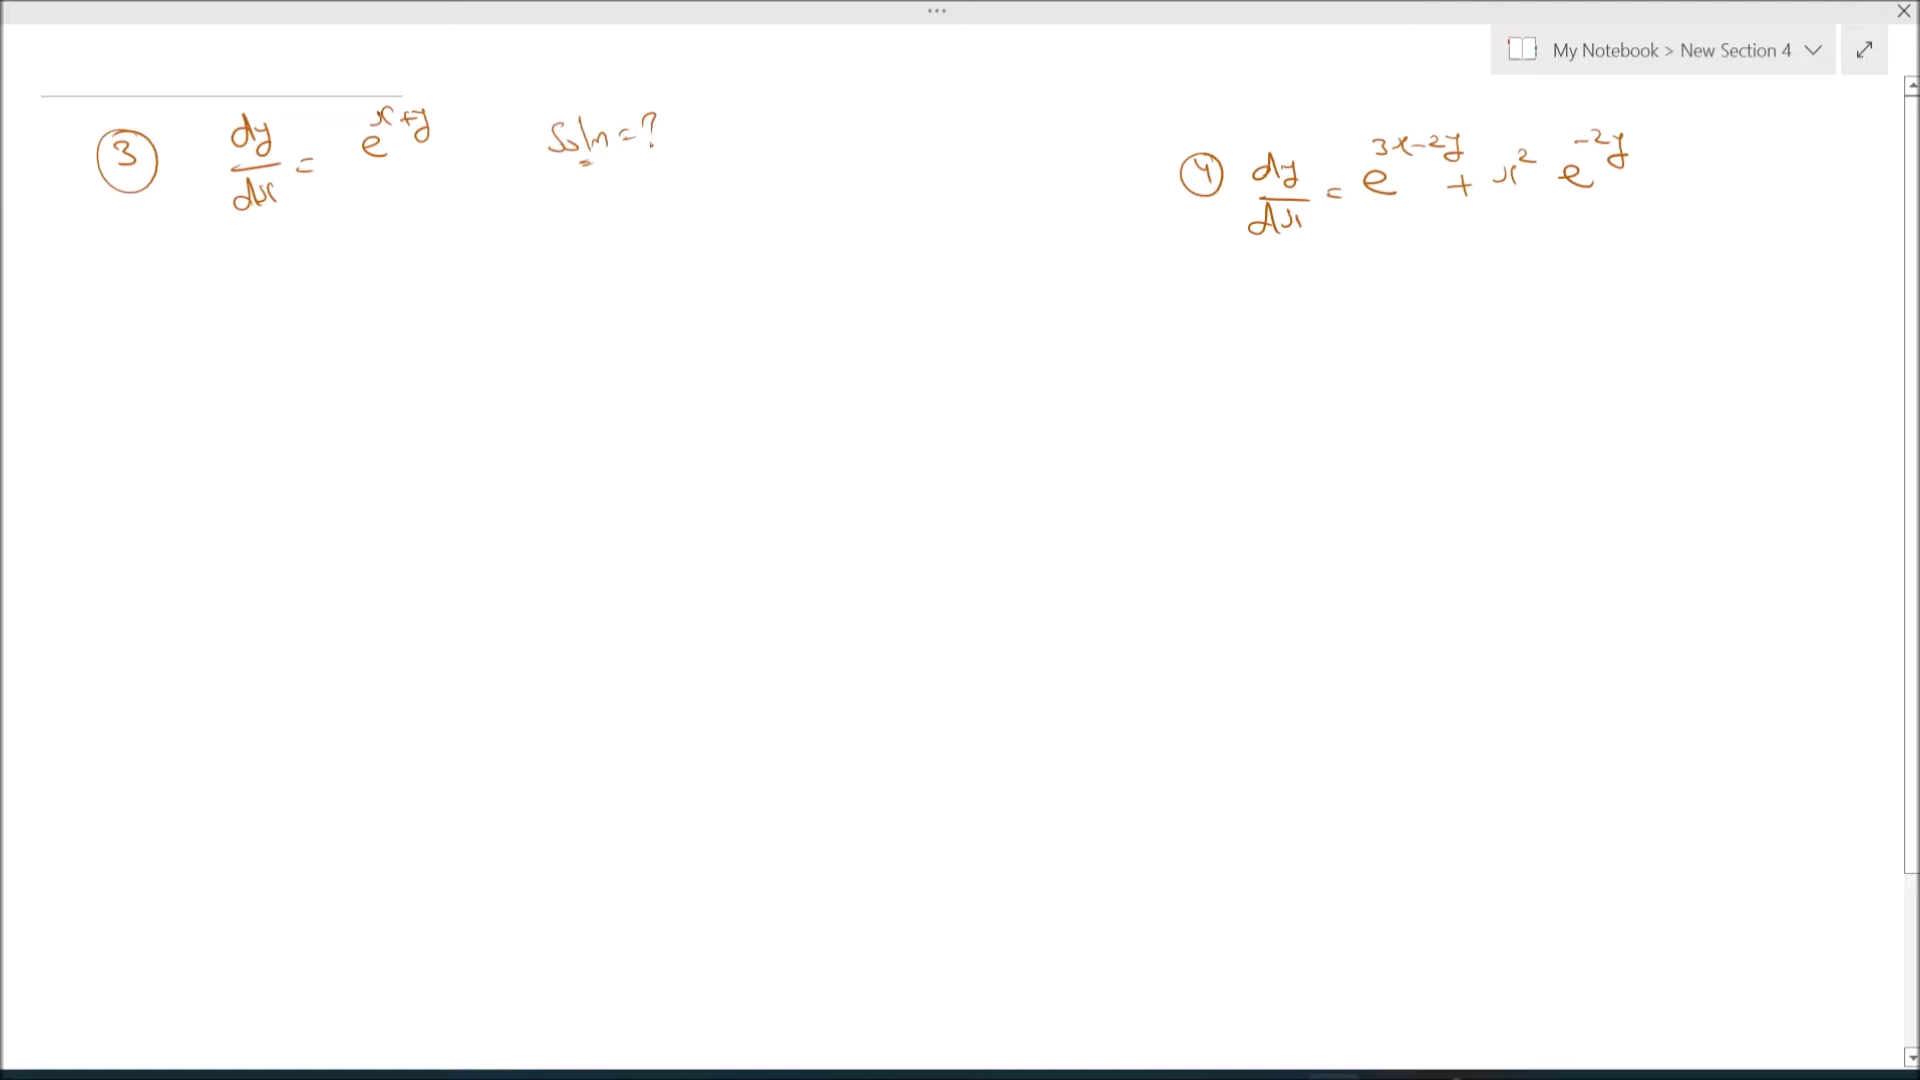 ...
My Notebook > New Section 4
③ dy/dx = e^{x+y} Soln = ?
④ dy/dx = e^{3x-2y} + x² e^{-2y}